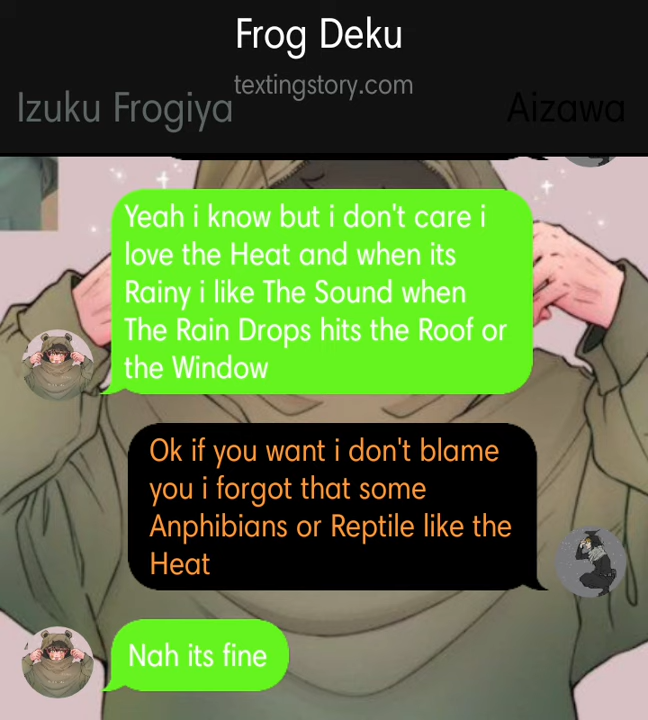 Frog Deku
textingstory.com
Izuku Frogiya
Aizawa
Yeah i know but i don't care i
love the Heat and when its
Rainy i like The Sound when
The Rain Drops hits the Roof or
the Window
Ok if you want i don't blame
you i forgot that some
Anphibians or Reptile like the
Heat
Nah its fine